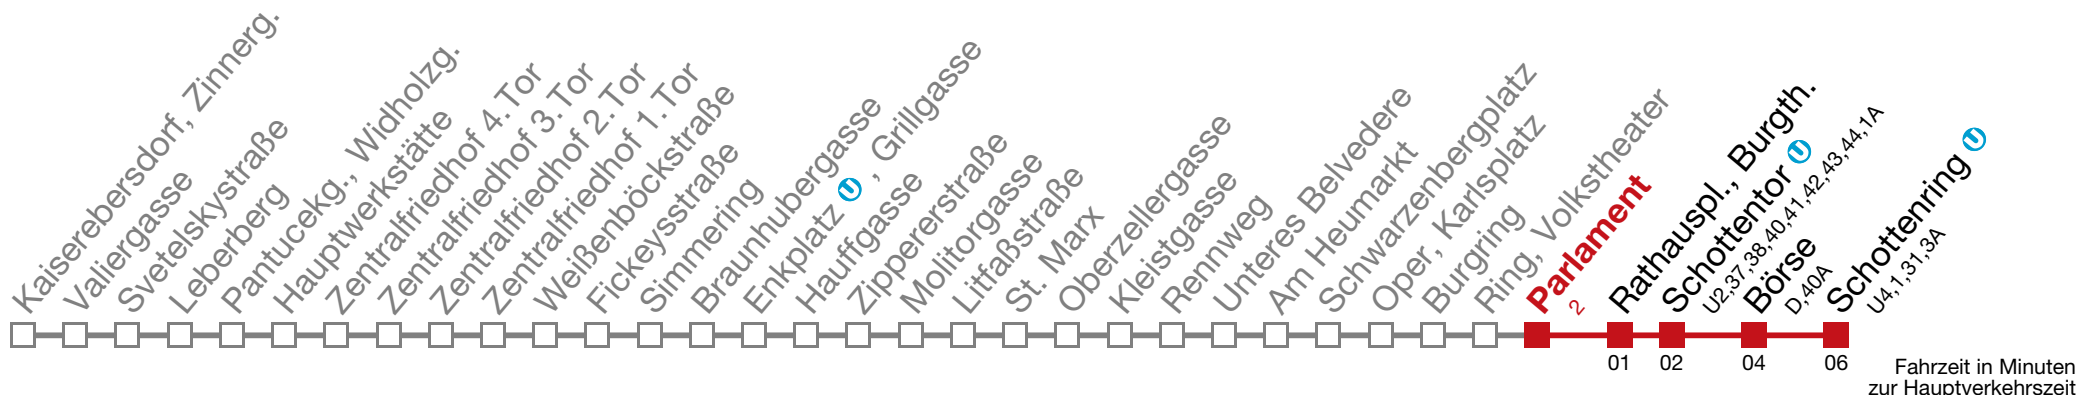 Kaiserebersdorf, Zinnerg.
Valiergasse
Svetelskystraße
Leberberg
Pantucekg., Widholzg.
Hauptwerkstätte
Zentralfriedhof 4. Tor
Zentralfriedhof 3. Tor
Zentralfriedhof 2. Tor
Zentralfriedhof 1. Tor
Weißenböckstraße
Fickeysstraße
Simmering
Braunhubergasse
Enkplatz U , Grillgasse
Hauffgasse
Zippererstraße
Molitorgasse
Litfaßstraße
St. Marx
Oberzellergasse
Kleistgasse
Rennweg
Unteres Belvedere
Am Heumarkt
Schwarzenbergplatz
Oper, Karlsplatz
Burgring
Ring, Volkstheater
Parlament
2
Rathauspl., Burgth.
Schottentor U
U2,37,38,40,41,42,43,44,1A
Börse
D,40A
Schottenring U
U4,1,31,3A
01 02 04 06
Fahrzeit in Minuten
zur Hauptverkehrszeit